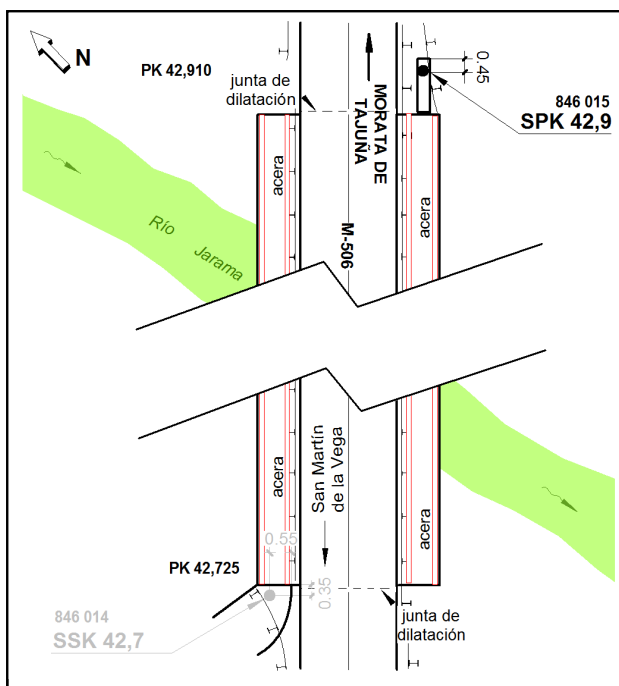 N
PK 42,910
junta de
dilatación
MORATA DE
TAJUÑA
0.45
846 015
SPK 42,9
acera
acera
Río Jarama
M-506
acera
San Martín
de la Vega
acera
0.55
PK 42,725
0.35
846 014
SSK 42,7
junta de
dilatación